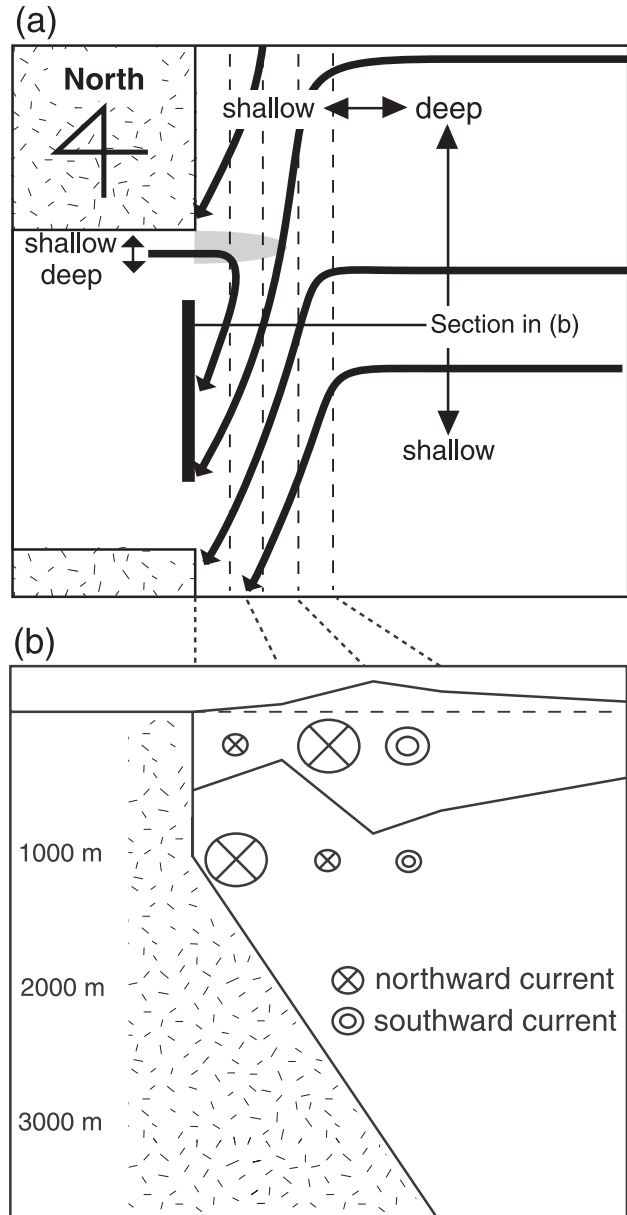 (a)
North
shallow
deep
shallow
deep
Section in (b)
shallow
(b)
1000 m
2000 m
northward current
southward current
3000 m